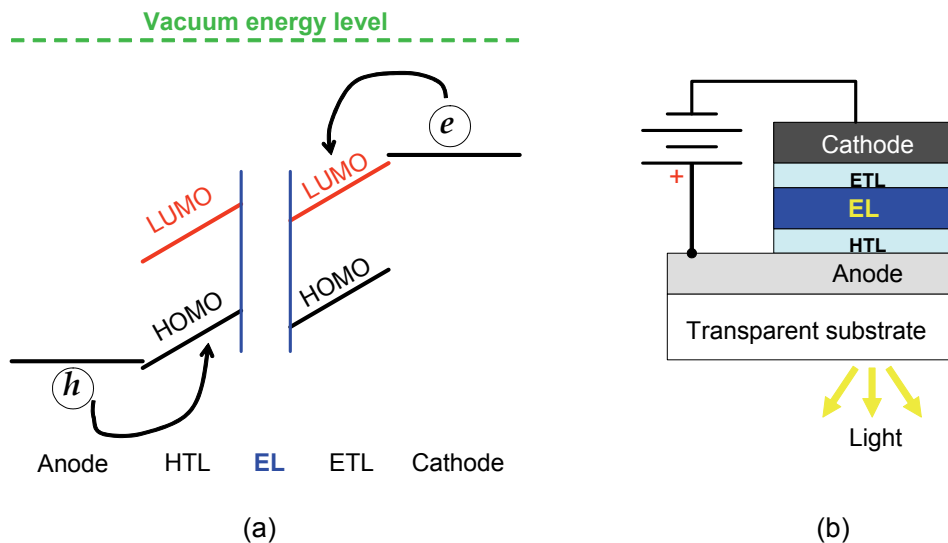 Vacuum energy level
e
LUMO
LUMO
HOMO
HOMO
h
Anode
HTL
EL
ETL
Cathode
(a)
Cathode
ETL
EL
HTL
Anode
+
Transparent substrate
Light
(b)